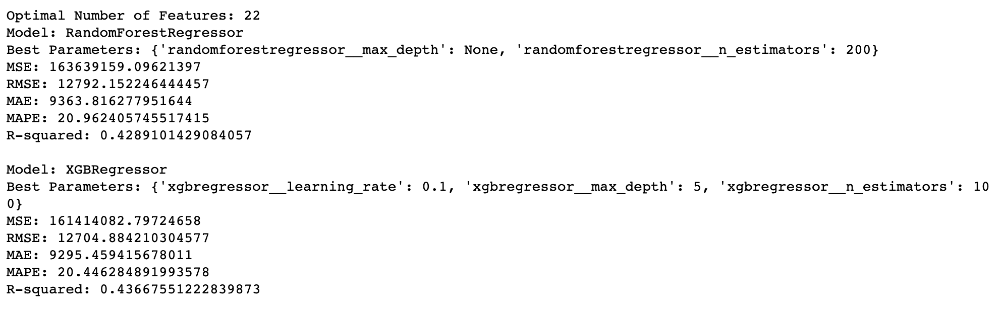 Optimal Number of Features: 22
Model: RandomForestRegressor
Best Parameters: {'randomforestregressor__max_depth': None, 'randomforestregressor__n_estimators': 200}
MSE: 163639159.09621397
RMSE: 12792.152246444457
MAE: 9363.816277951644
MAPE: 20.962405745517415
R-squared: 0.4289101429084057

Model: XGBRegressor
Best Parameters: {'xgbregressor__learning_rate': 0.1, 'xgbregressor__max_depth': 5, 'xgbregressor__n_estimators': 10
0}
MSE: 161414082.79724658
RMSE: 12704.884210304577
MAE: 9295.459415678011
MAPE: 20.446284891993578
R-squared: 0.43667551222839873